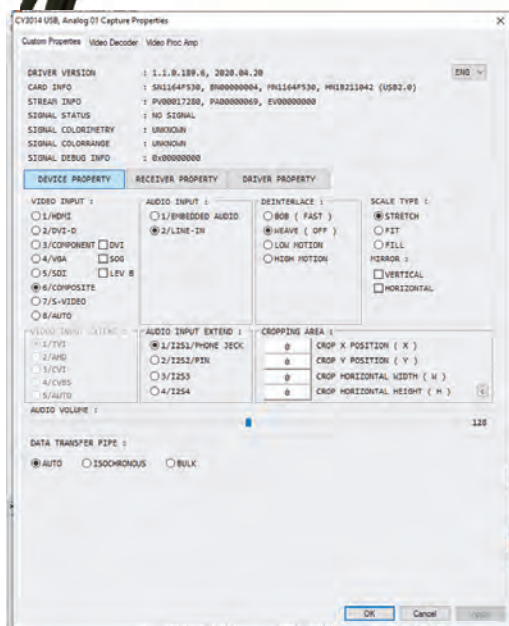 CY3014 USB, Analog 01 Capture Properties
Custom Properties Video Decoder Video Proc Amp
DRIVER VERSION : 1.1.0.189.6, 2020.04.20 ENG
CARD INFO : SN1164F530, BN00000004, FN1164F530, HN18211042 (USB2.0)
STREAM INFO : PV00017280, PA00000069, EV00000000
SIGNAL STATUS : NO SIGNAL
SIGNAL COLORIMETRY : UNKNOWN
SIGNAL COLORRANGE : UNKNOWN
SIGNAL DEBUG INFO : 0x00000000
DEVICE PROPERTY RECEIVER PROPERTY DRIVER PROPERTY
VIDEO INPUT : AUDIO INPUT : DEINTERLACE : SCALE TYPE :
1/HDMI 1/EMBEDDED AUDIO BOB ( FAST ) STRETCH
2/DVI-D 2/LINE-IN WEAVE ( OFF ) FIT
3/COMPONENT DVI LOW MOTION FILL
4/VGA SOG HIGH MOTION MIRROR :
5/SDI LEV B VERTICAL
6/COMPOSITE HORIZONTAL
7/S-VIDEO
8/AUTO
VIDEO INPUT EXTEND : AUDIO INPUT EXTEND : CROPPING AREA :
1/TVI 1/I2S1/PHONE JECK 0 CROP X POSITION ( X )
2/AHD 2/I2S2/PIN 0 CROP Y POSITION ( Y )
3/CVI 3/I2S3 0 CROP HORIZONTAL WIDTH ( W )
4/CVBS 4/I2S4 0 CROP HORIZONTAL HEIGHT ( H )
5/AUTO
AUDIO VOLUME :
128
DATA TRANSFER PIPE :
AUTO ISOCHRONOUS BULK
OK Cancel Apply